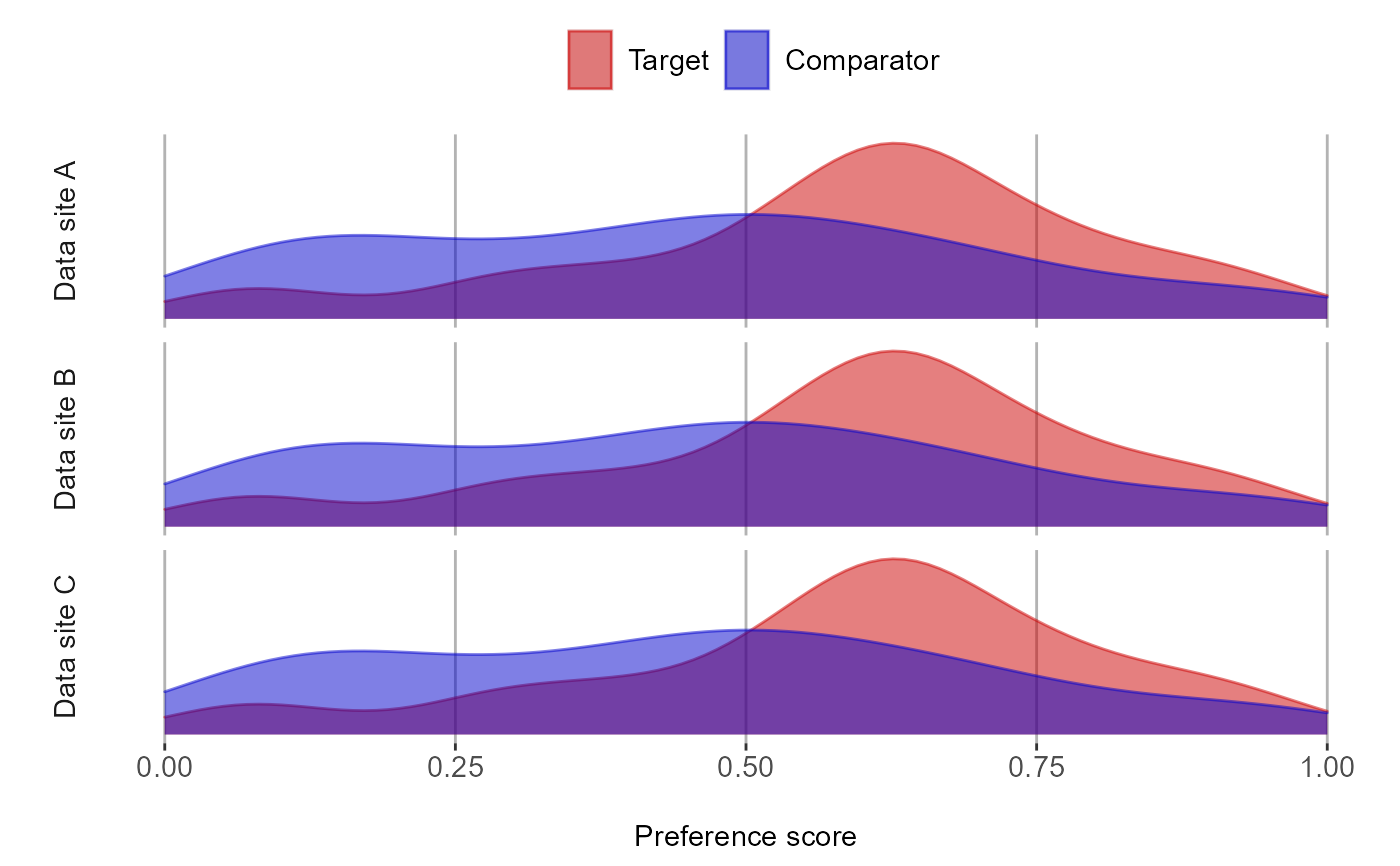 Target Comparator
Data site A
Data site B
Data site C
0.00 0.25 0.50 0.75 1.00
Preference score